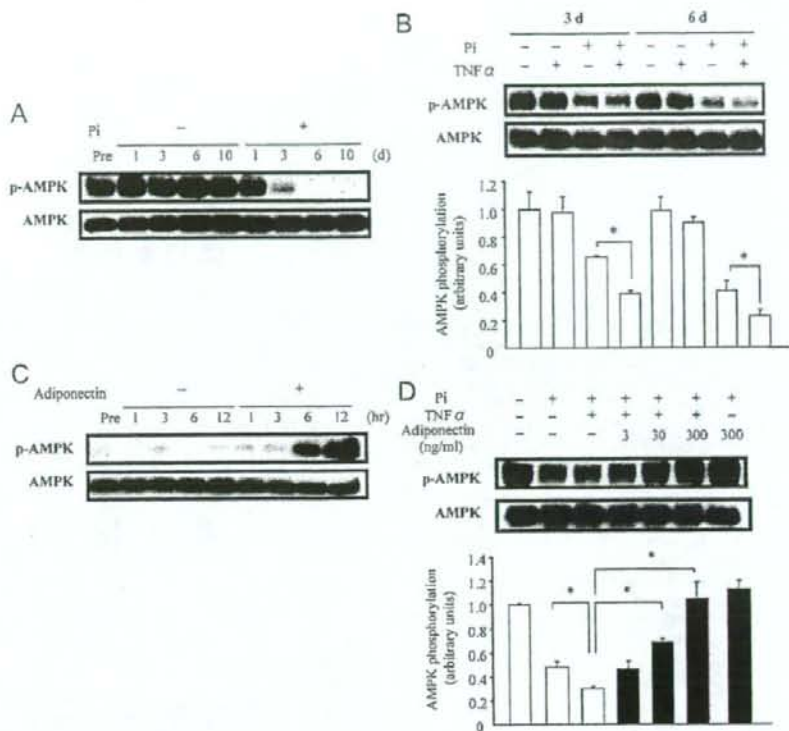 A
Pi − +
Pre 1 3 6 10 1 3 6 10 (d)
p-AMPK
AMPK
B
3 d 6 d
Pi − − + + − − + +
TNFα − + − + − + − +
p-AMPK
AMPK
AMPK phosphorylation
(arbitrary units)
1.2
1.0
0.8
0.6
0.4
0.2
0
* *
C
Adiponectin − +
Pre 1 3 6 12 1 3 6 12 (hr)
p-AMPK
AMPK
D
Pi − + + + + + +
TNFα − − + + + + −
Adiponectin − − − 3 30 300 300
(ng/ml)
p-AMPK
AMPK
AMPK phosphorylation
(arbitrary units)
1.4
1.2
1.0
0.8
0.6
0.4
0.2
0
* * *